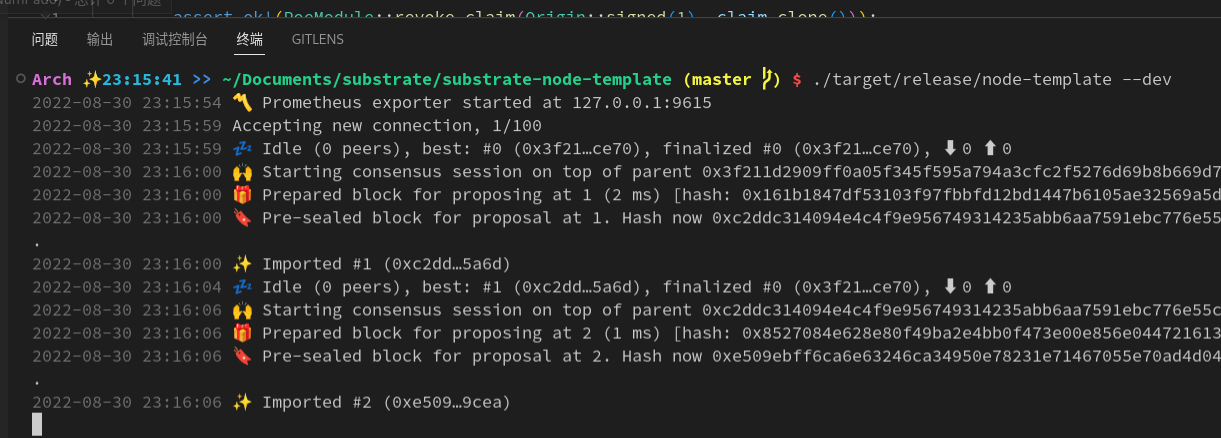 assert_ok!(PoeModule::revoke_claim(Origin::signed(1), claim.clone()));
问题 输出 调试控制台 终端 GITLENS
Arch ✨23:15:41 >> ~/Documents/substrate/substrate-node-template (master ) $ ./target/release/node-template --dev
2022-08-30 23:15:54 〽️ Prometheus exporter started at 127.0.0.1:9615
2022-08-30 23:15:59 Accepting new connection, 1/100
2022-08-30 23:15:59 💤 Idle (0 peers), best: #0 (0x3f21…ce70), finalized #0 (0x3f21…ce70), ⬇ 0 ⬆ 0
2022-08-30 23:16:00 🙌 Starting consensus session on top of parent 0x3f211d2909ff0a05f345f595a794a3cfc2f5276d69b8b669d7
2022-08-30 23:16:00 🎁 Prepared block for proposing at 1 (2 ms) [hash: 0x161b1847df53103f97fbbfd12bd1447b6105ae32569a5d
2022-08-30 23:16:00 🔖 Pre-sealed block for proposal at 1. Hash now 0xc2ddc314094e4c4f9e956749314235abb6aa7591ebc776e55
.
2022-08-30 23:16:00 ✨ Imported #1 (0xc2dd…5a6d)
2022-08-30 23:16:04 💤 Idle (0 peers), best: #1 (0xc2dd…5a6d), finalized #0 (0x3f21…ce70), ⬇ 0 ⬆ 0
2022-08-30 23:16:06 🙌 Starting consensus session on top of parent 0xc2ddc314094e4c4f9e956749314235abb6aa7591ebc776e55c
2022-08-30 23:16:06 🎁 Prepared block for proposing at 2 (1 ms) [hash: 0x8527084e628e80f49ba2e4bb0f473e00e856e044721613
2022-08-30 23:16:06 🔖 Pre-sealed block for proposal at 2. Hash now 0xe509ebff6ca6e63246ca34950e78231e71467055e70ad4d04
.
2022-08-30 23:16:06 ✨ Imported #2 (0xe509…9cea)